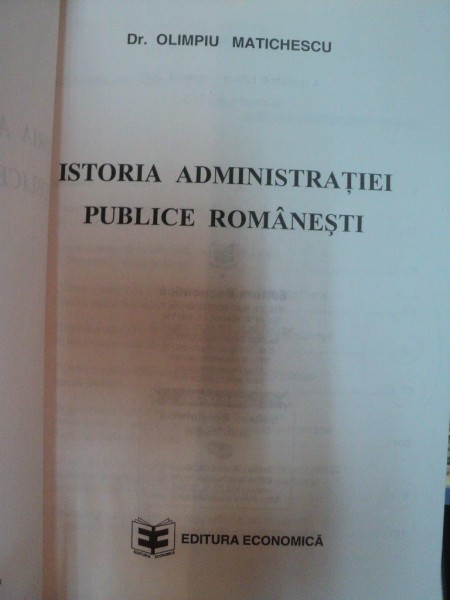 Dr. OLIMPIU MATICHESCU
ISTORIA ADMINISTRAȚIEI
PUBLICE ROMÂNEȘTI
EDITURA ECONOMICĂ